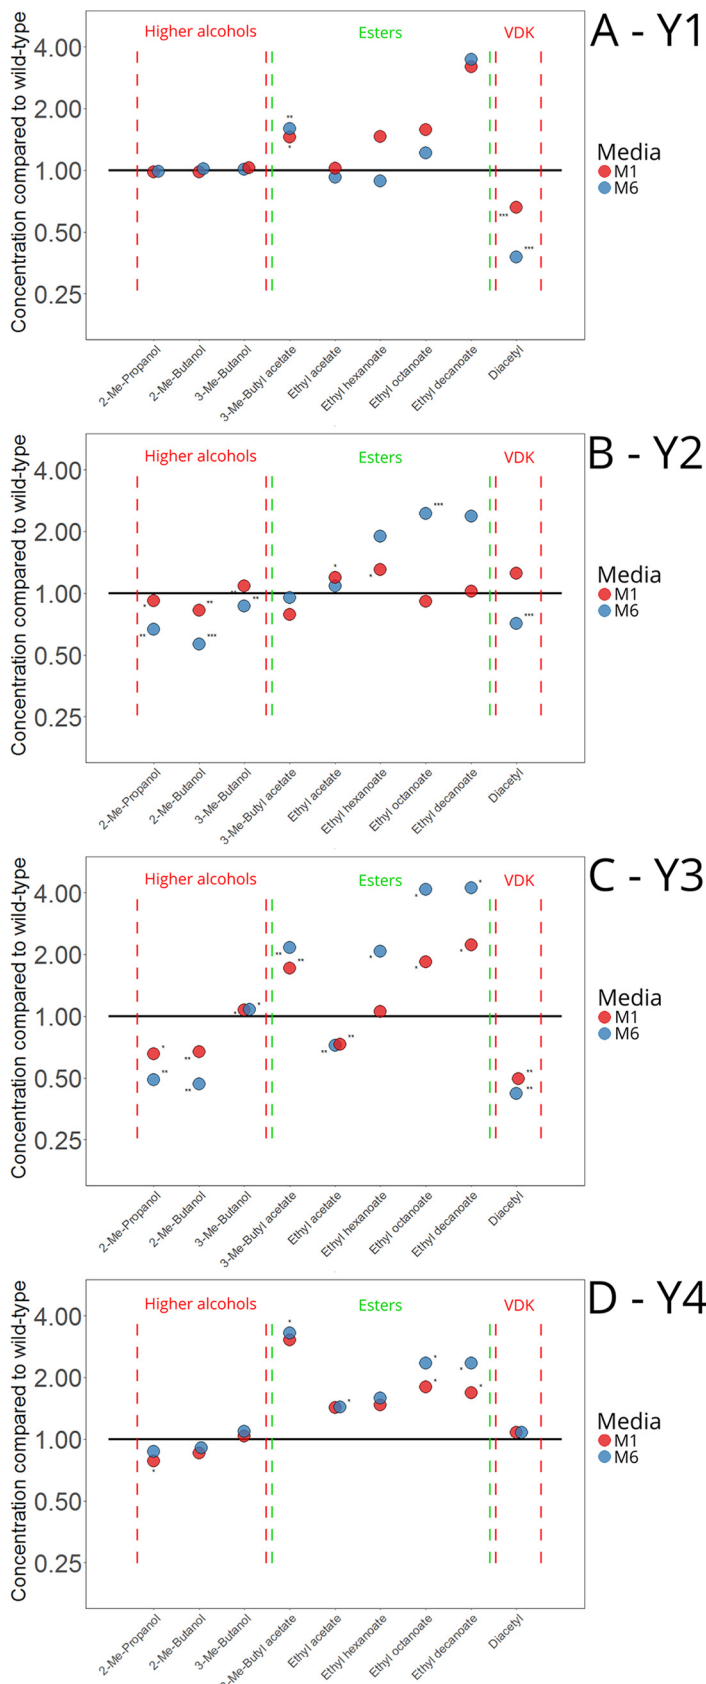 A - Y1
Higher alcohols Esters VDK
Concentration compared to wild-type
4.00
2.00
1.00
0.50
0.25
** * *** ***
Media
M1
M6
2-Me-Propanol 2-Me-Butanol 3-Me-Butanol 3-Me-Butyl acetate Ethyl acetate Ethyl hexanoate Ethyl octanoate Ethyl decanoate Diacetyl
B - Y2
Higher alcohols Esters VDK
Concentration compared to wild-type
4.00
2.00
1.00
0.50
0.25
* ** ** *** ** ** * * *** ***
Media
M1
M6
2-Me-Propanol 2-Me-Butanol 3-Me-Butanol 3-Me-Butyl acetate Ethyl acetate Ethyl hexanoate Ethyl octanoate Ethyl decanoate Diacetyl
C - Y3
Higher alcohols Esters VDK
Concentration compared to wild-type
4.00
2.00
1.00
0.50
0.25
* ** ** ** * * ** ** ** ** * * * * * ** **
Media
M1
M6
2-Me-Propanol 2-Me-Butanol 3-Me-Butanol 3-Me-Butyl acetate Ethyl acetate Ethyl hexanoate Ethyl octanoate Ethyl decanoate Diacetyl
D - Y4
Higher alcohols Esters VDK
Concentration compared to wild-type
4.00
2.00
1.00
0.50
0.25
* * * * * * *
Media
M1
M6
2-Me-Propanol 2-Me-Butanol 3-Me-Butanol 3-Me-Butyl acetate Ethyl acetate Ethyl hexanoate Ethyl octanoate Ethyl decanoate Diacetyl